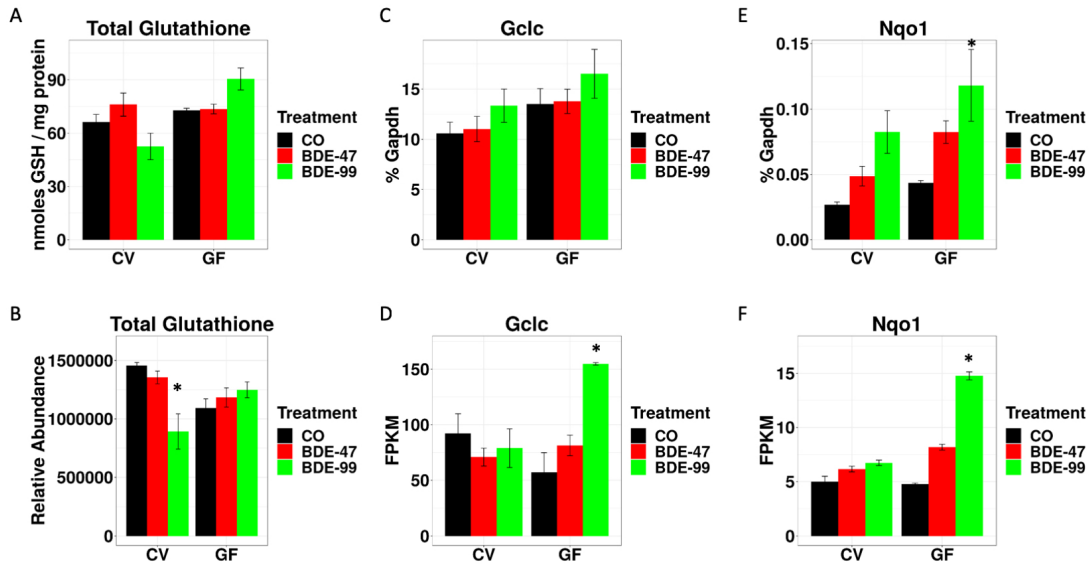 A
Total Glutathione
nmoles GSH / mg protein
90
60
30
0
CV GF
Treatment
CO
BDE-47
BDE-99
C
Gclc
% Gapdh
15
10
5
0
CV GF
Treatment
CO
BDE-47
BDE-99
E
Nqo1
% Gapdh
0.15
0.10
0.05
0.00
*
CV GF
Treatment
CO
BDE-47
BDE-99
B
Total Glutathione
Relative Abundance
1500000
1000000
500000
0
*
CV GF
Treatment
CO
BDE-47
BDE-99
D
Gclc
FPKM
150
100
50
0
*
CV GF
Treatment
CO
BDE-47
BDE-99
F
Nqo1
FPKM
15
10
5
0
*
CV GF
Treatment
CO
BDE-47
BDE-99